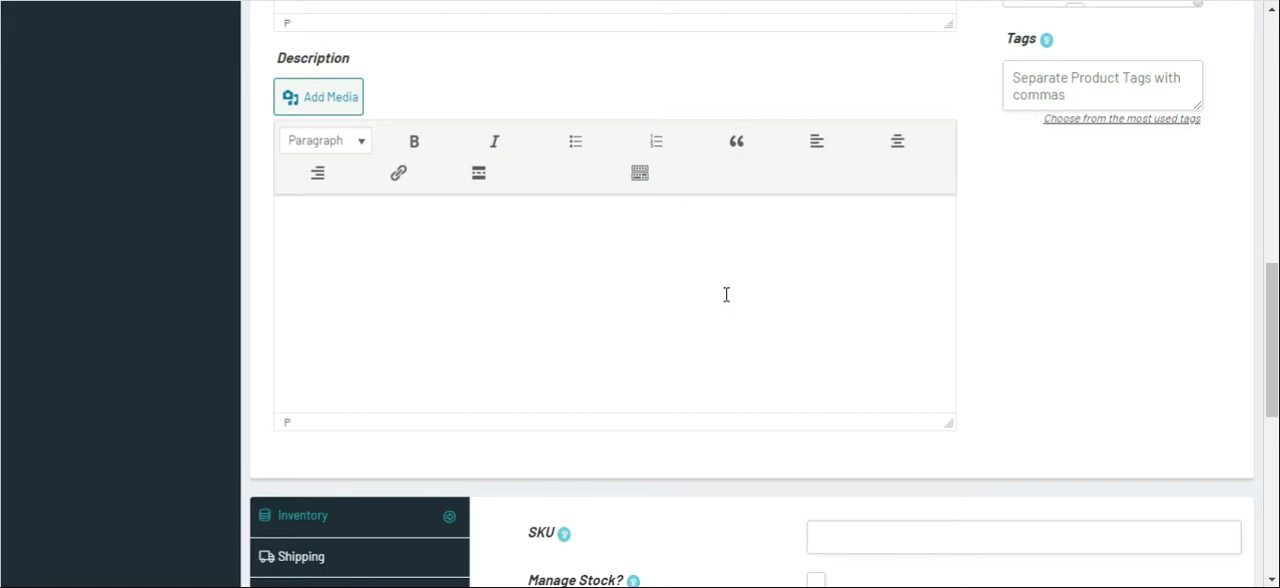 P
Description
Tags
Add Media
Separate Product Tags with
commas
Choose from the most used tags
Paragraph
B
I
P
Inventory
SKU
Shipping
Manage Stock?